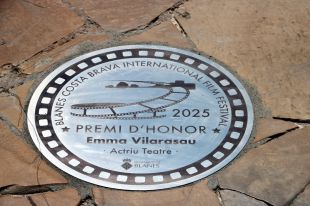 BLANES COSTA BRAVA INTERNATIONAL FILM FESTIVAL
2025
PREMI D'HONOR
Emma Vilarasau
Actriu Teatre
BLANES